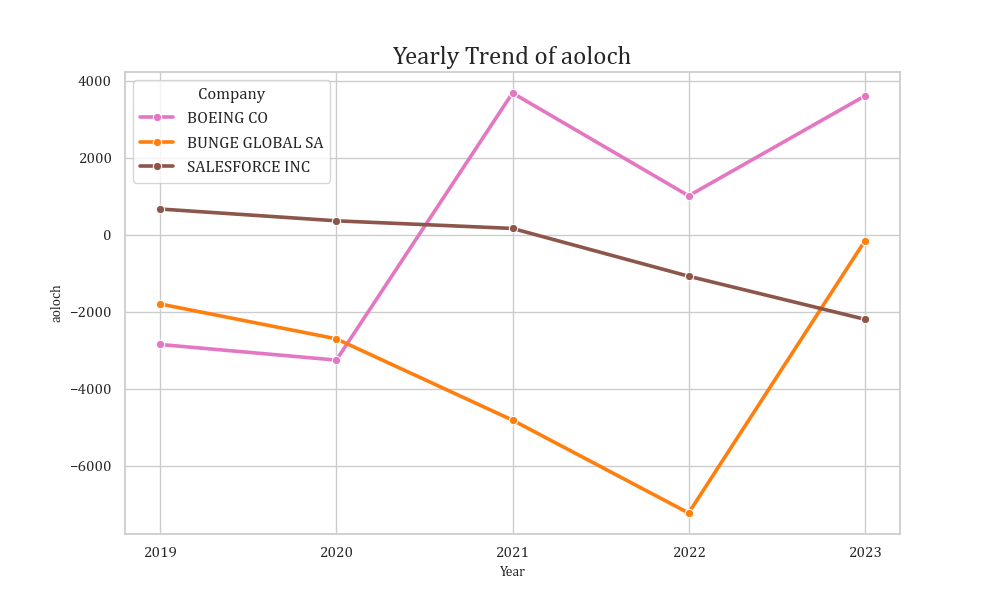 Yearly Trend of aoloch
Company
BOEING CO
BUNGE GLOBAL SA
SALESFORCE INC
4000
2000
0
−2000
−4000
−6000
aoloch
2019
2020
2021
2022
2023
Year